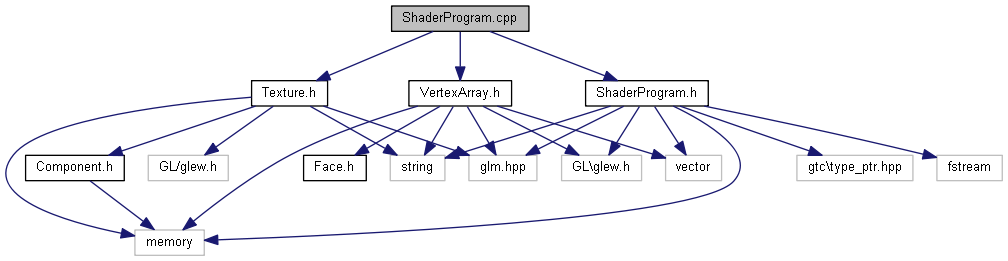 ShaderProgram.cpp
Texture.h
VertexArray.h
ShaderProgram.h
Component.h
GL/glew.h
Face.h
string
glm.hpp
GL\glew.h
vector
gtc\type_ptr.hpp
fstream
memory